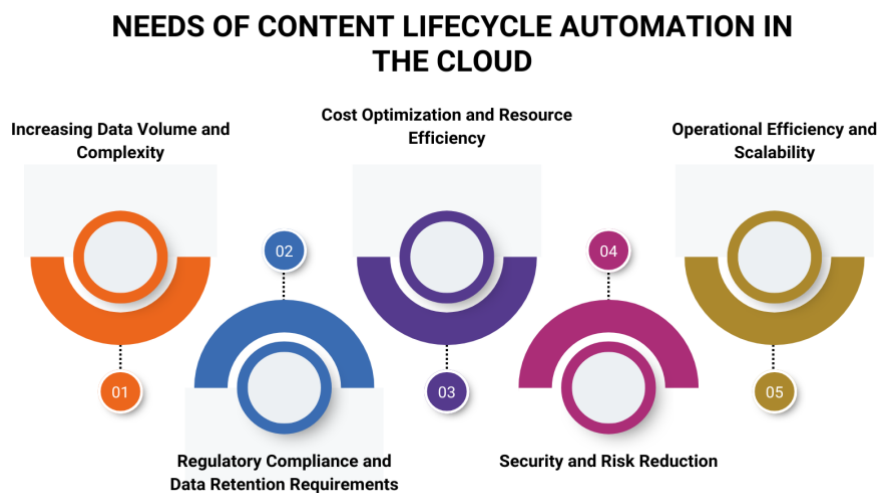 NEEDS OF CONTENT LIFECYCLE AUTOMATION IN
THE CLOUD
Increasing Data Volume and
Complexity
01
02
Regulatory Compliance and
Data Retention Requirements
Cost Optimization and Resource
Efficiency
03
04
Security and Risk Reduction
Operational Efficiency and
Scalability
05